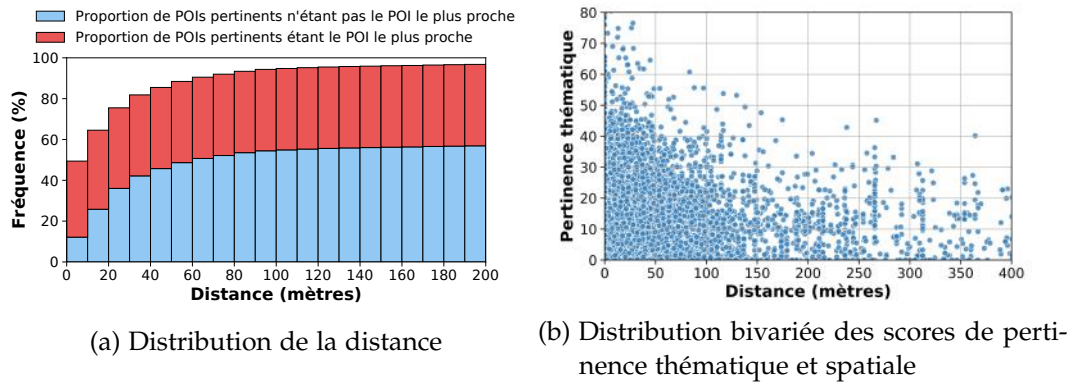 Proportion de POIs pertinents n'étant pas le POI le plus proche
Proportion de POIs pertinents étant le POI le plus proche
Fréquence (%)
100
80
60
40
20
0
0 20 40 60 80 100 120 140 160 180 200
Distance (mètres)
(a) Distribution de la distance
Pertinence thématique
80
70
60
50
40
30
20
10
0
0 50 100 150 200 250 300 350 400
Distance (mètres)
(b) Distribution bivariée des scores de perti-
nence thématique et spatiale